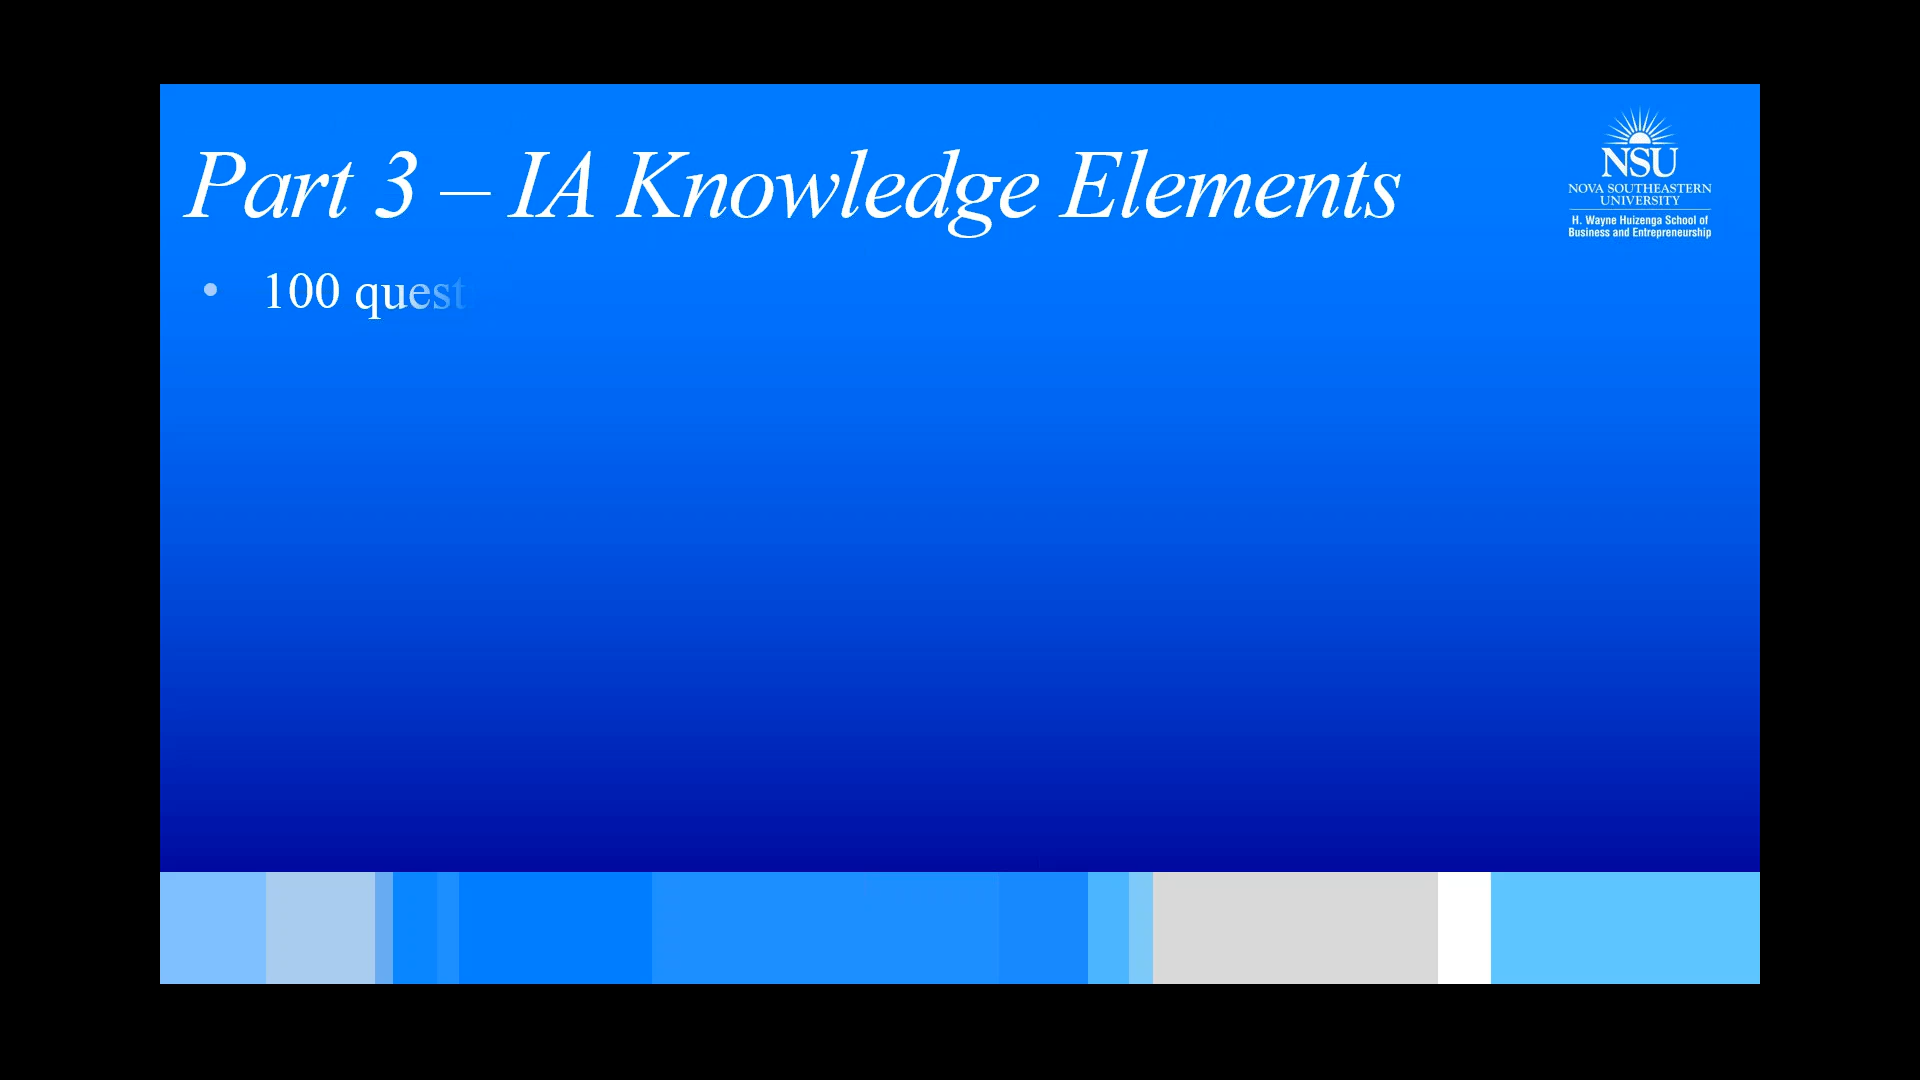 Part 3 – IA Knowledge Elements
NSU
NOVA SOUTHEASTERN
UNIVERSITY
H. Wayne Huizenga School of
Business and Entrepreneurship
• 100 quest